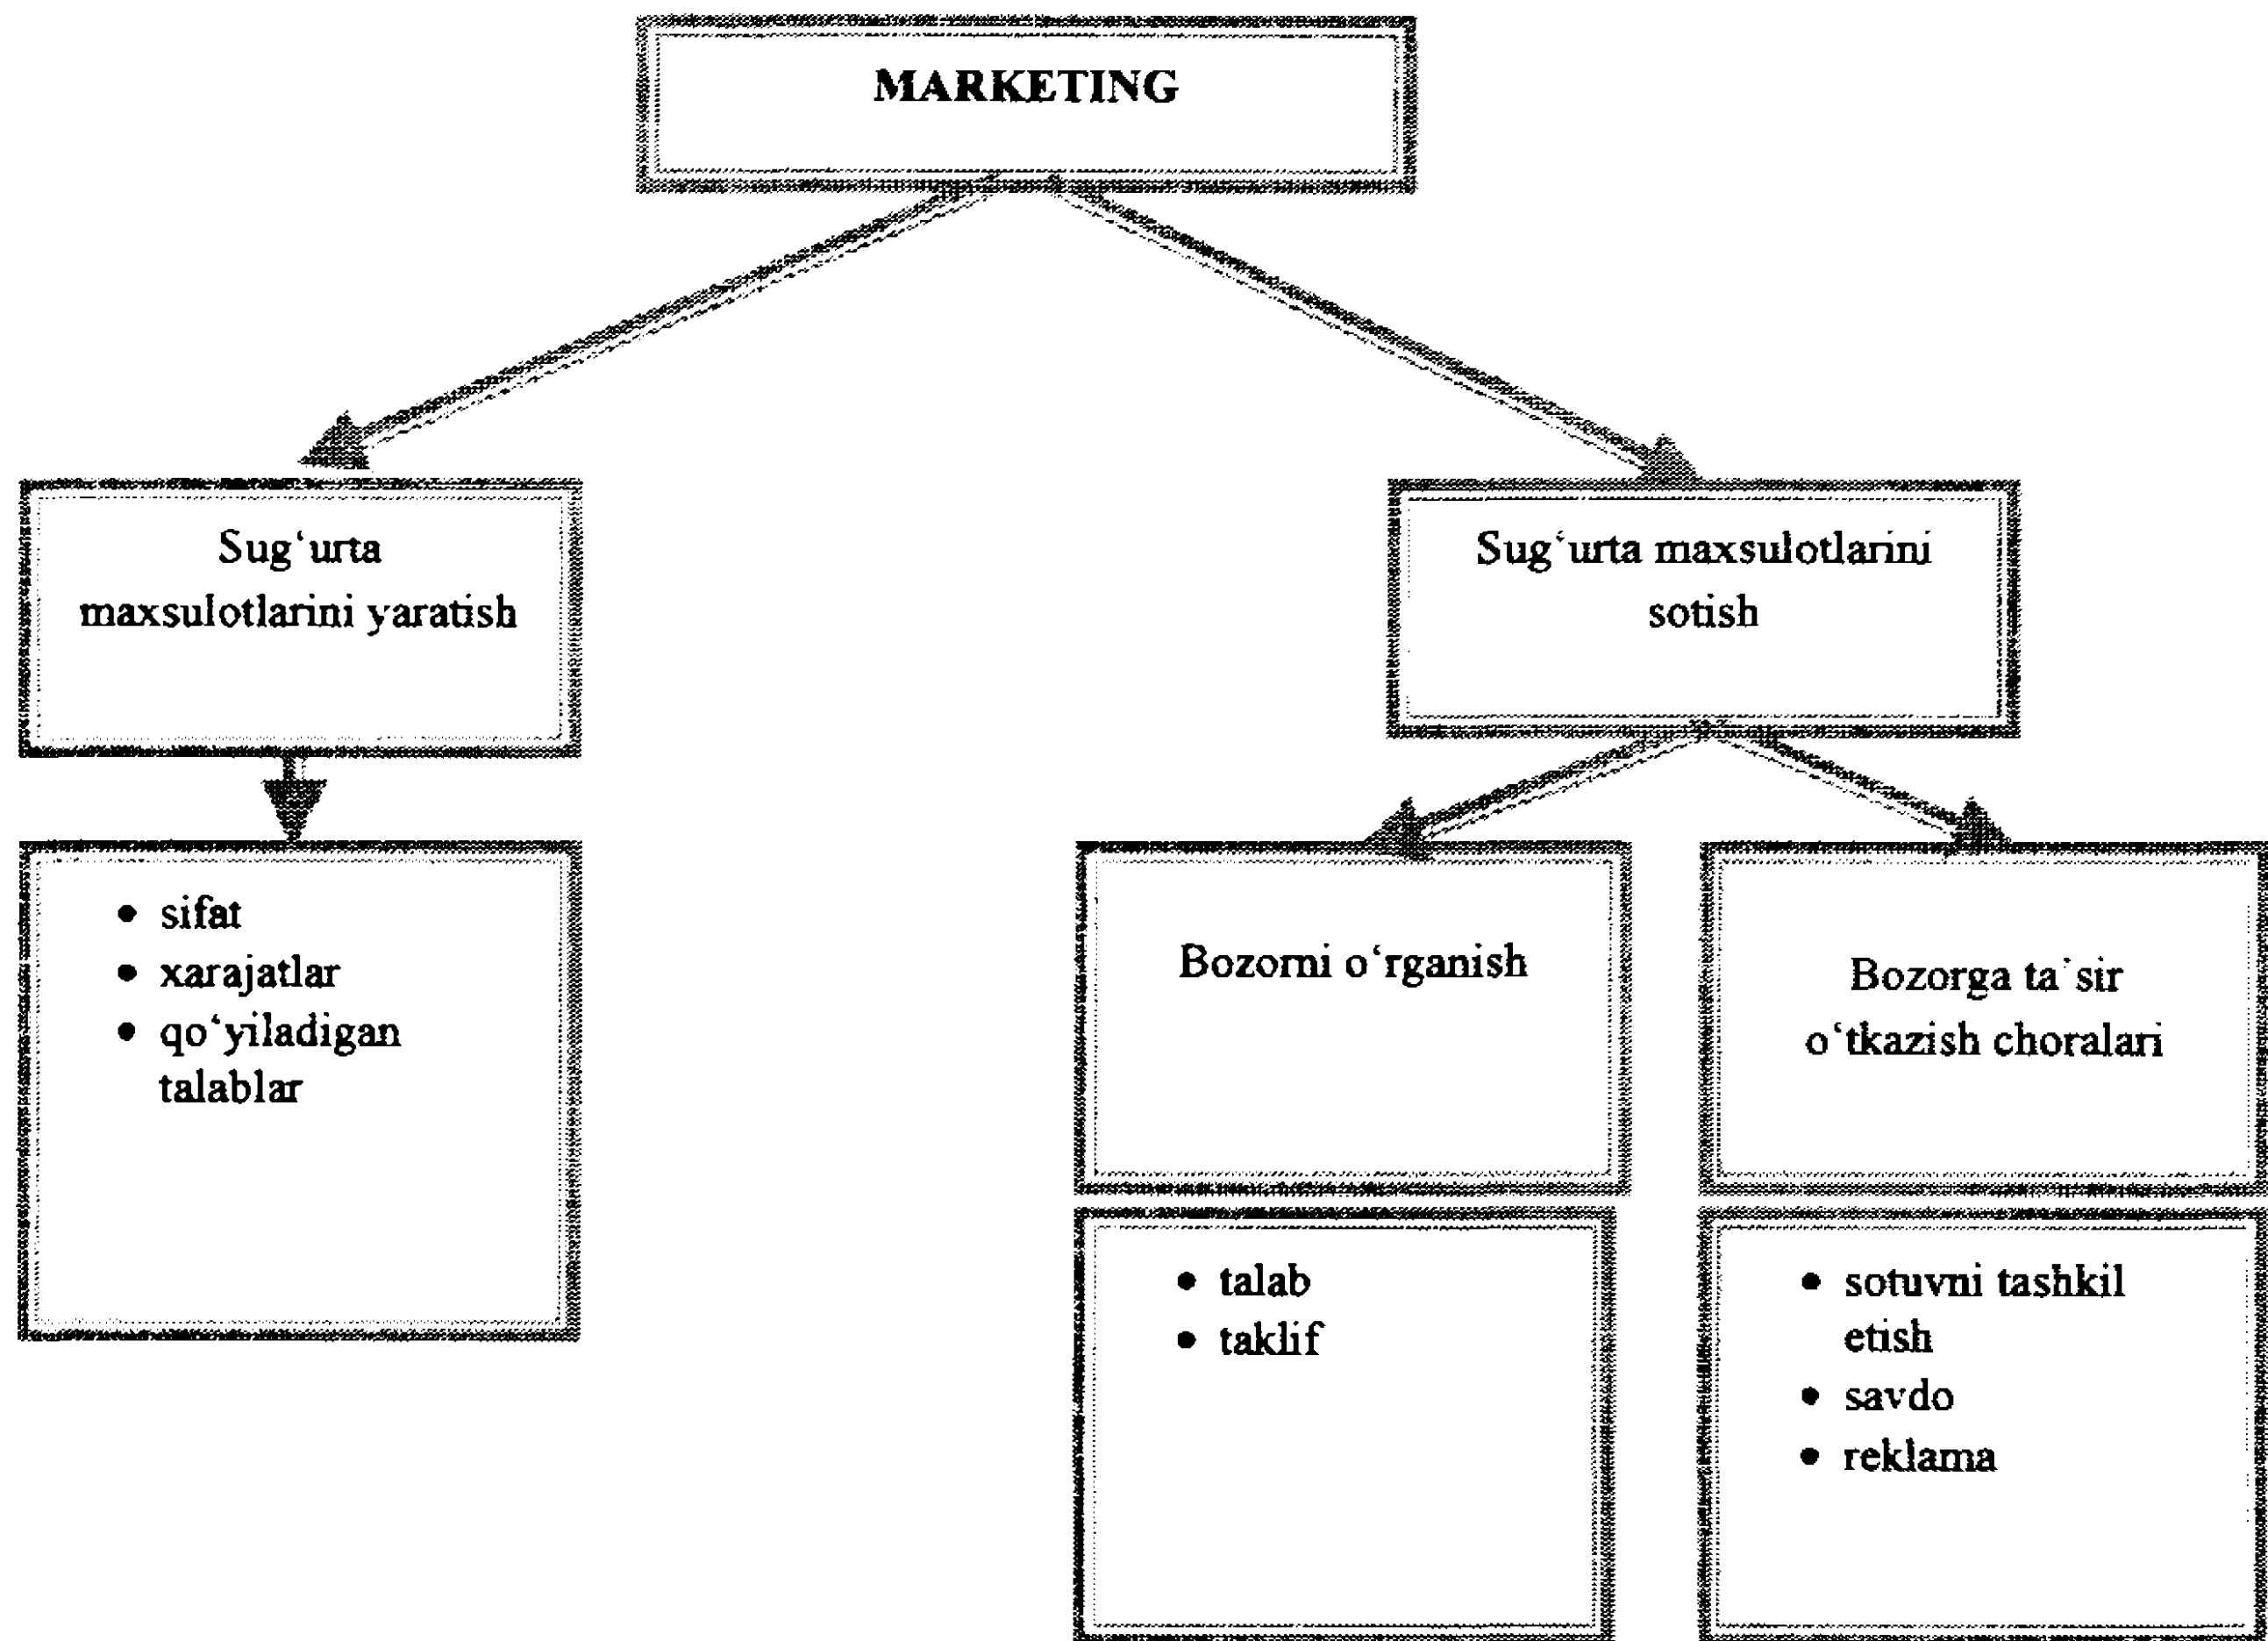 MARKETING
Sug‘urta
maxsulotlarini yaratish
Sug‘urta maxsulotlarini
sotish
• sifat
• xarajatlar
• qo‘yiladigan
talablar
Bozorni o‘rganish
Bozorga ta`sir
o‘tkazish choralari
• talab
• taklif
• sotuvni tashkil
etish
• savdo
• reklama